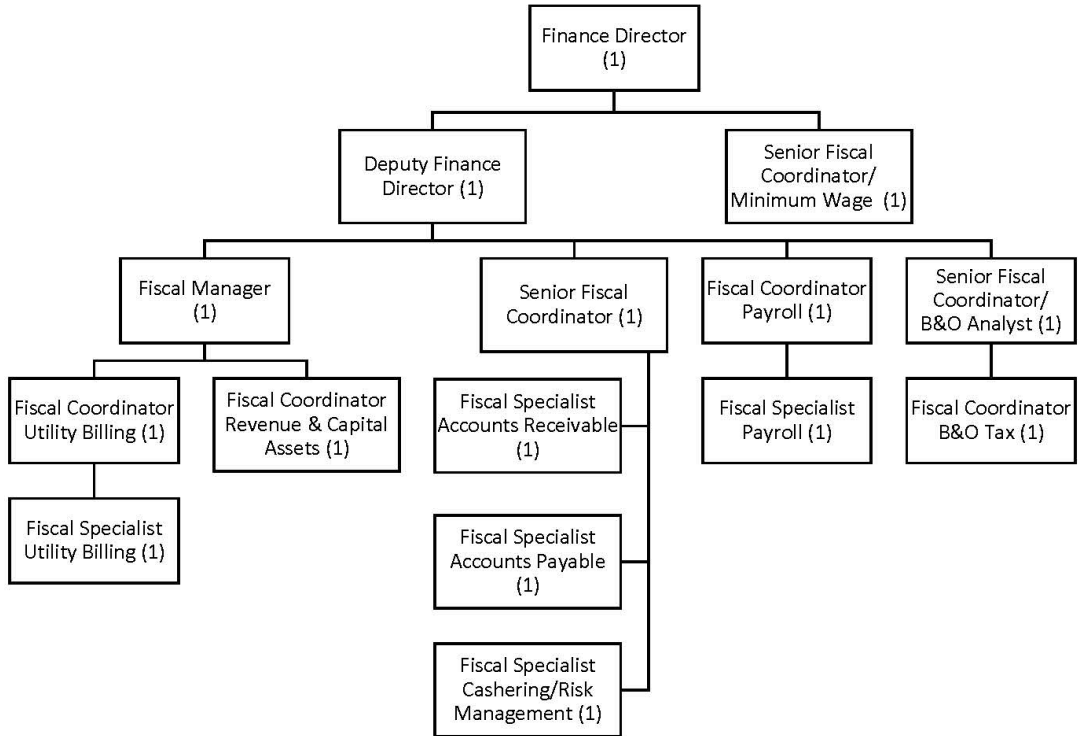 Finance Director
(1)
Deputy Finance
Director (1)
Senior Fiscal
Coordinator/
Minimum Wage (1)
Fiscal Manager
(1)
Senior Fiscal
Coordinator (1)
Fiscal Coordinator
Payroll (1)
Senior Fiscal
Coordinator/
B&O Analyst (1)
Fiscal Coordinator
Utility Billing (1)
Fiscal Coordinator
Revenue & Capital
Assets (1)
Fiscal Specialist
Accounts Receivable
(1)
Fiscal Specialist
Payroll (1)
Fiscal Coordinator
B&O Tax (1)
Fiscal Specialist
Utility Billing (1)
Fiscal Specialist
Accounts Payable
(1)
Fiscal Specialist
Cashering/Risk
Management (1)